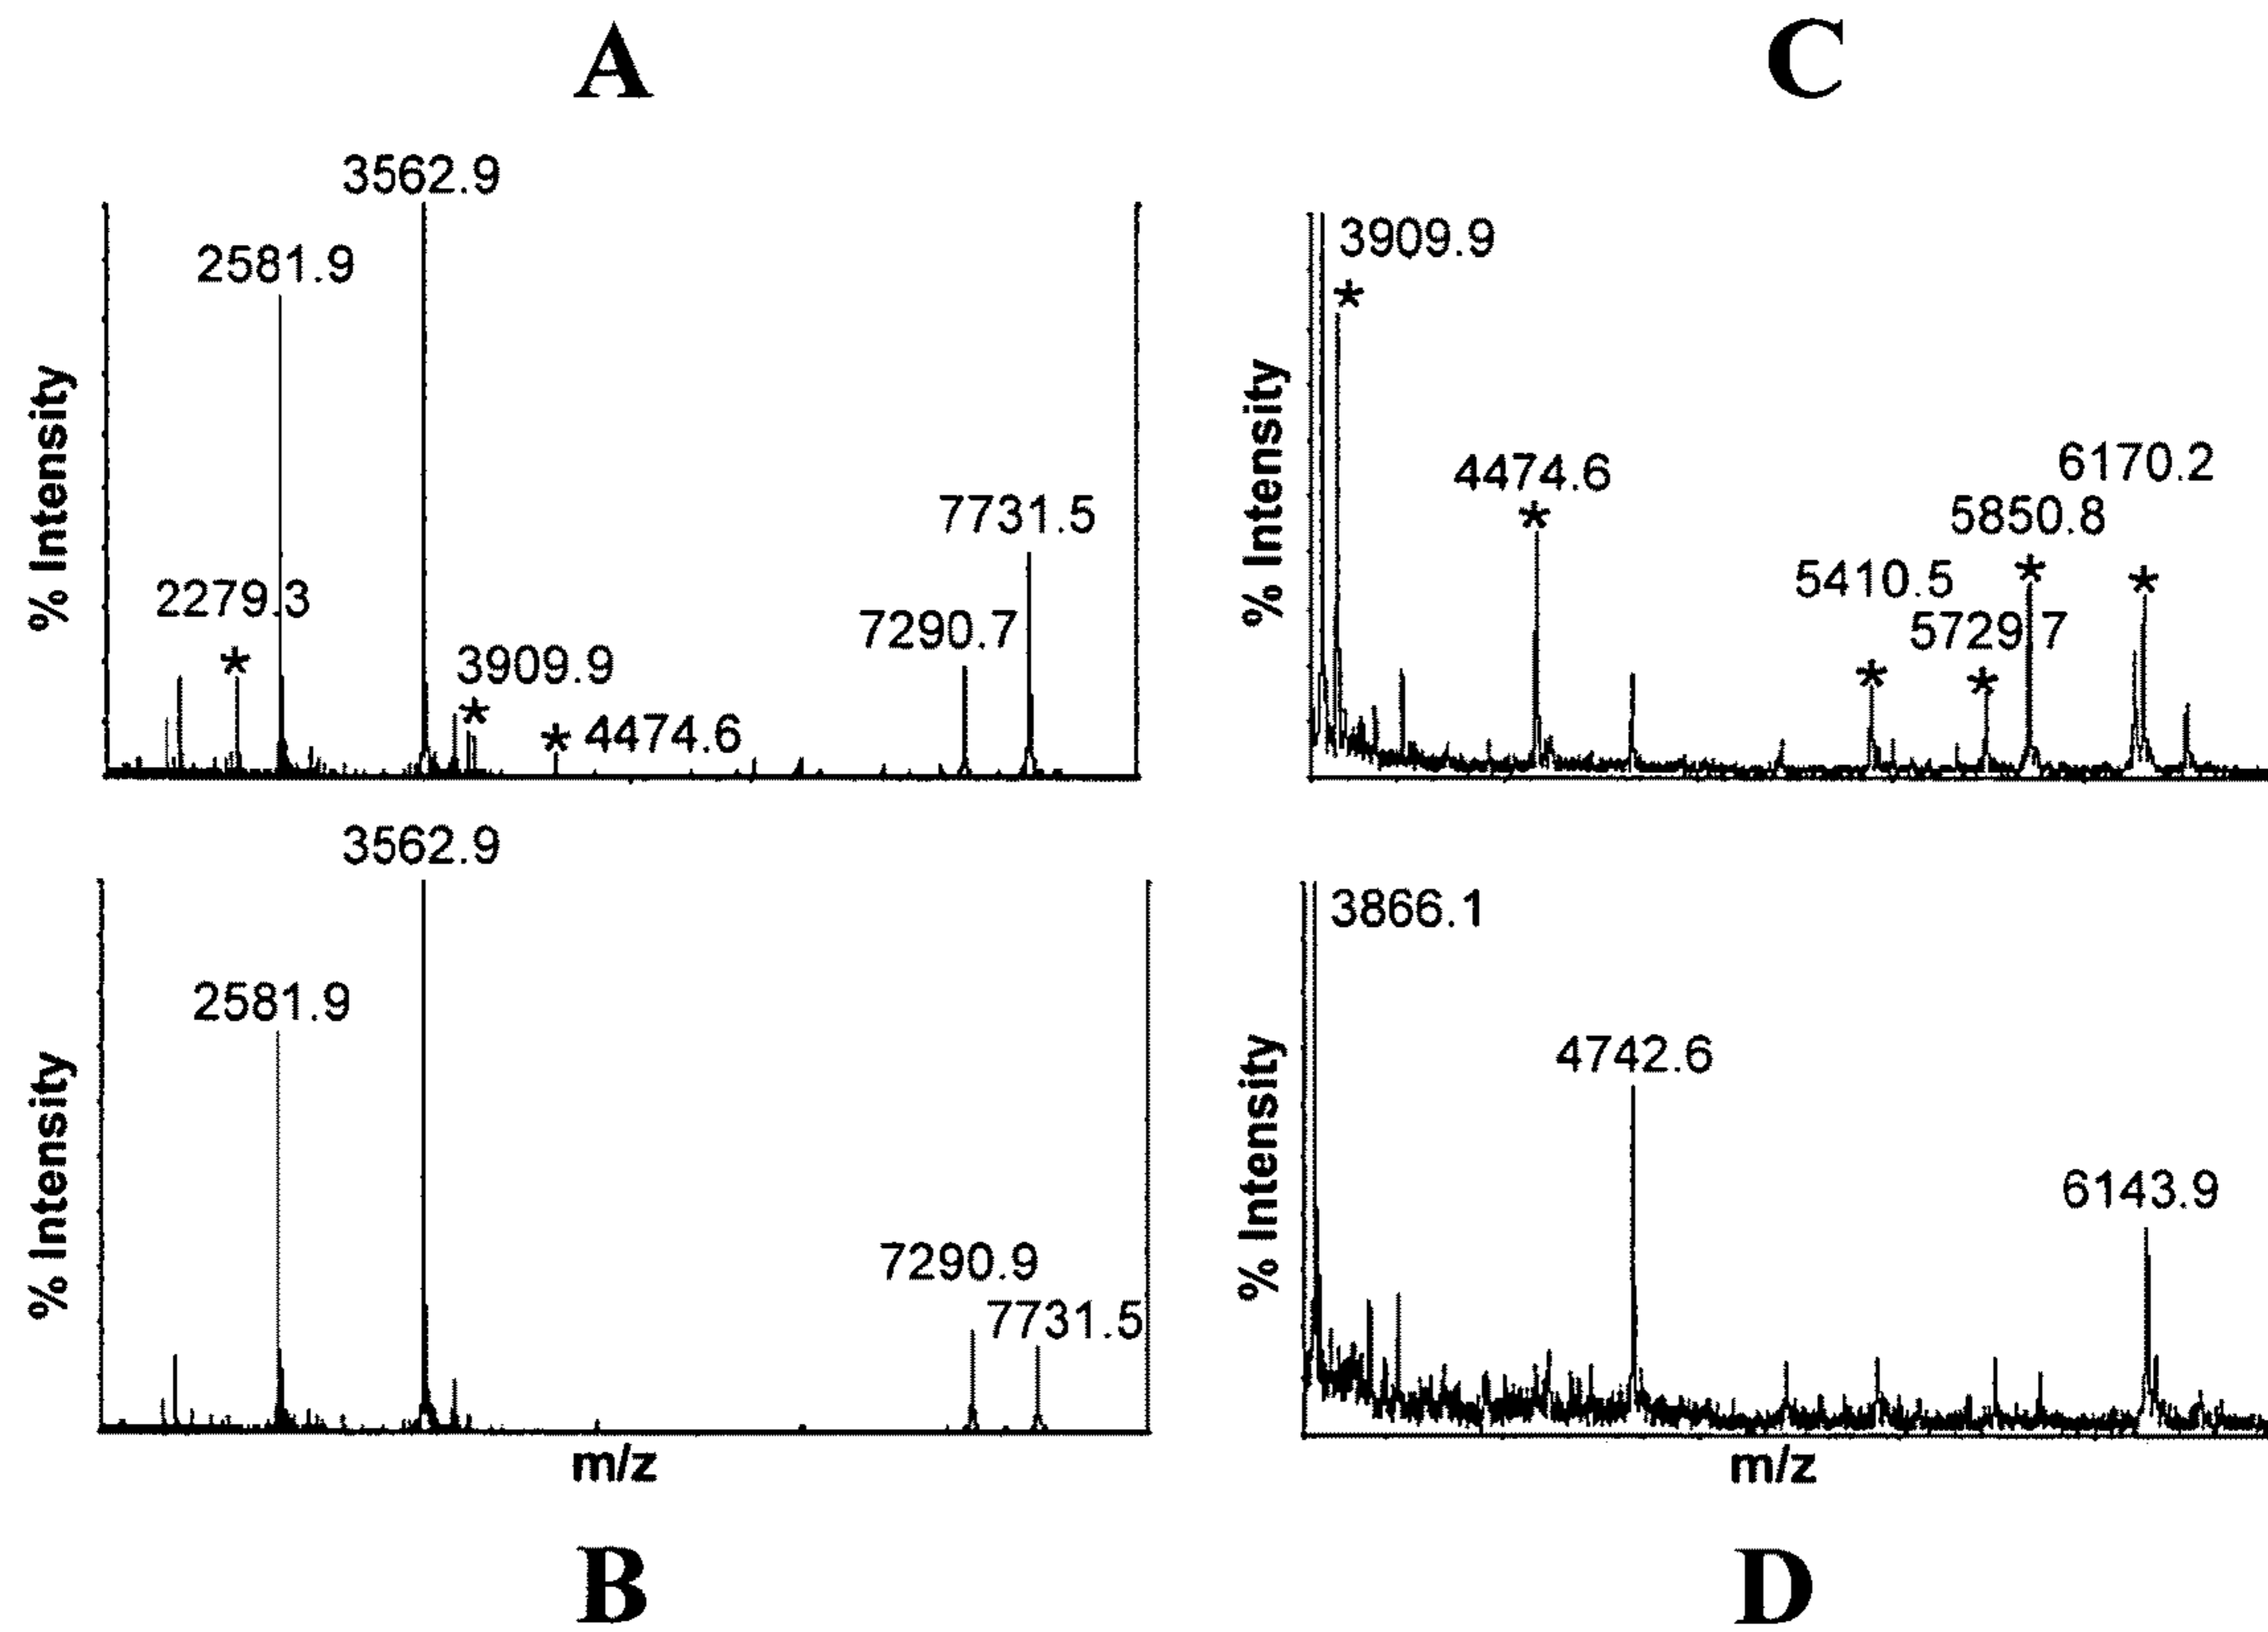 A
3562.9
2581.9
2279.3
*
3909.9
*
* 4474.6
7290.7
7731.5
% Intensity
C
3909.9
*
4474.6
*
5410.5
*
5729.7
*
5850.8
*
6170.2
*
% Intensity
3562.9
2581.9
7290.9
7731.5
% Intensity
m/z
B
3866.1
4742.6
6143.9
% Intensity
m/z
D